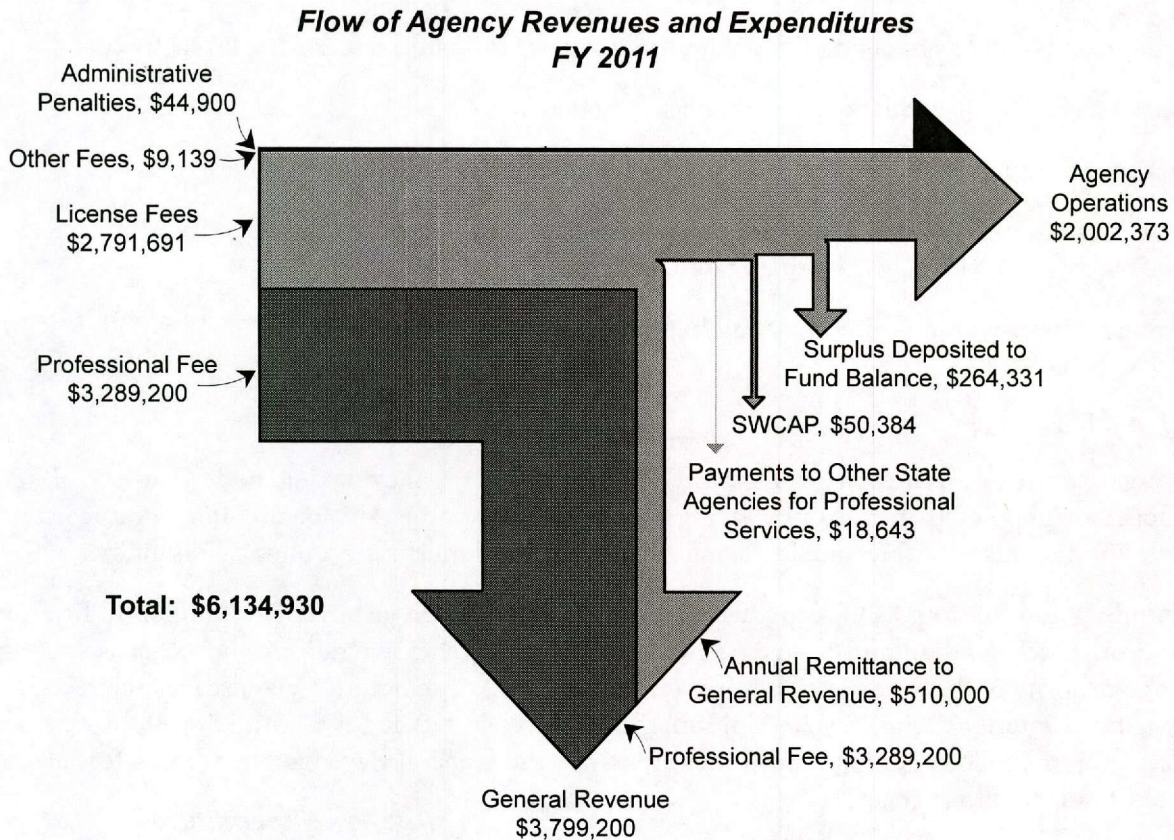 Flow of Agency Revenues and Expenditures
FY 2011
Administrative
Penalties, $44,900
Other Fees, $9,139
License Fees
$2,791,691
Professional Fee
$3,289,200
Agency
Operations
$2,002,373
Surplus Deposited to
Fund Balance, $264,331
SWCAP, $50,384
Payments to Other State
Agencies for Professional
Services, $18,643
Total: $6,134,930
Annual Remittance to
General Revenue, $510,000
Professional Fee, $3,289,200
General Revenue
$3,799,200